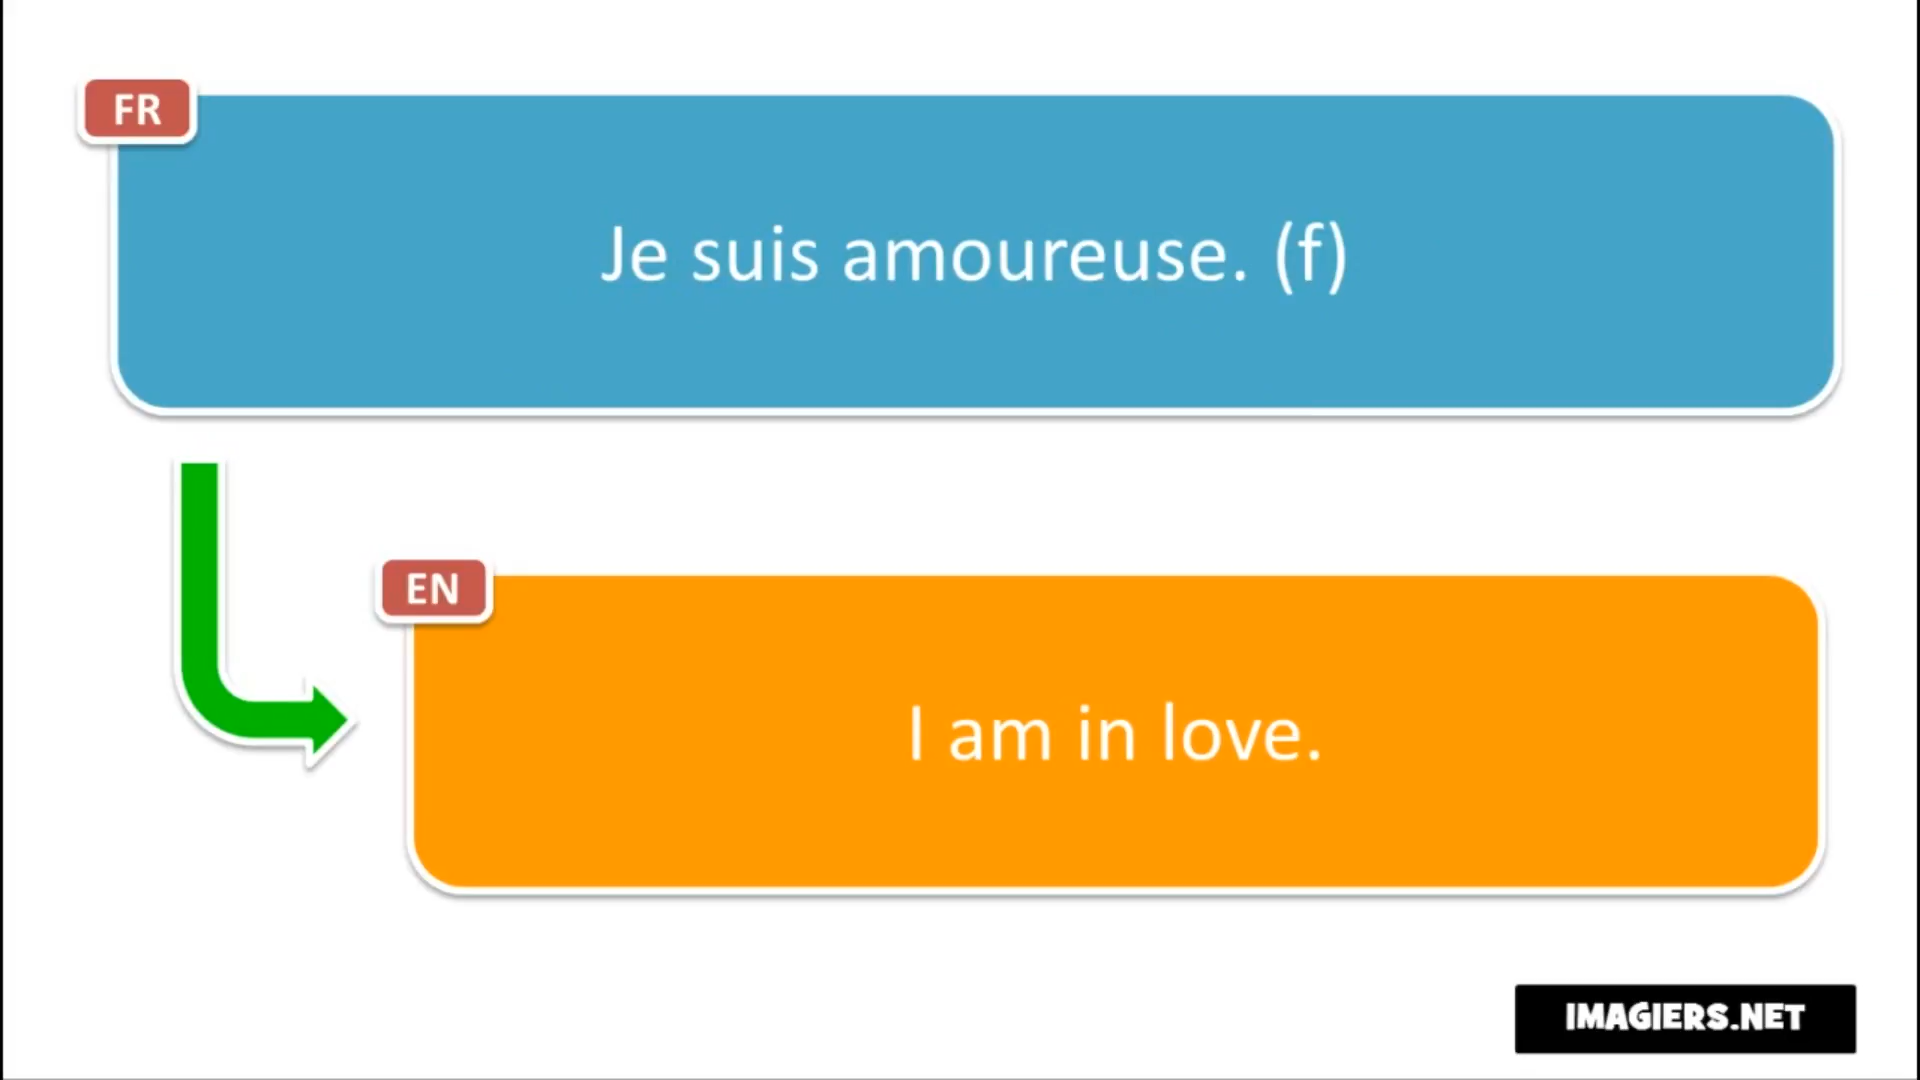 FR
Je suis amoureuse. (f)
EN
I am in love.
IMAGIERS.NET